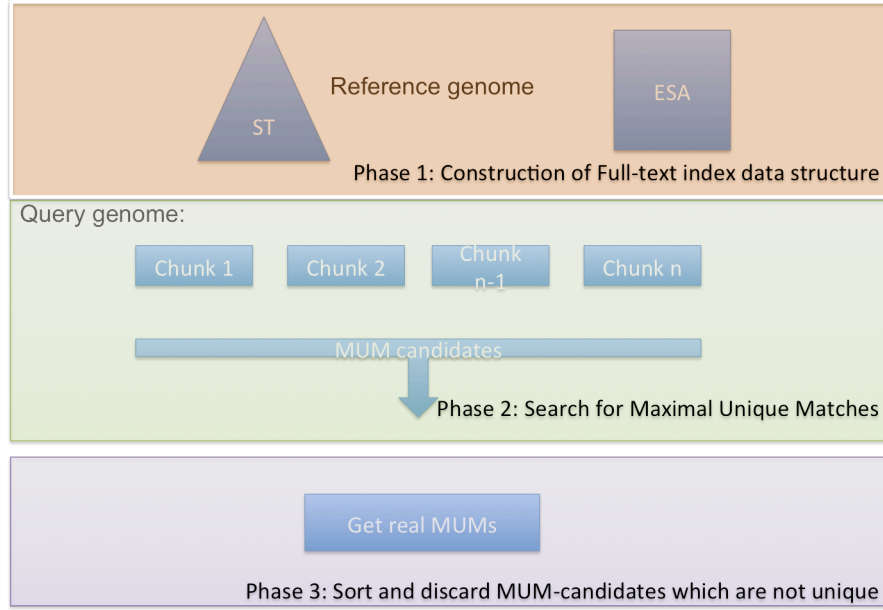 Reference genome
ST
ESA
Phase 1: Construction of Full-text index data structure
Query genome:
Chunk 1
Chunk 2
Chunk
n-1
Chunk n
MUM candidates
Phase 2: Search for Maximal Unique Matches
Get real MUMs
Phase 3: Sort and discard MUM-candidates which are not unique